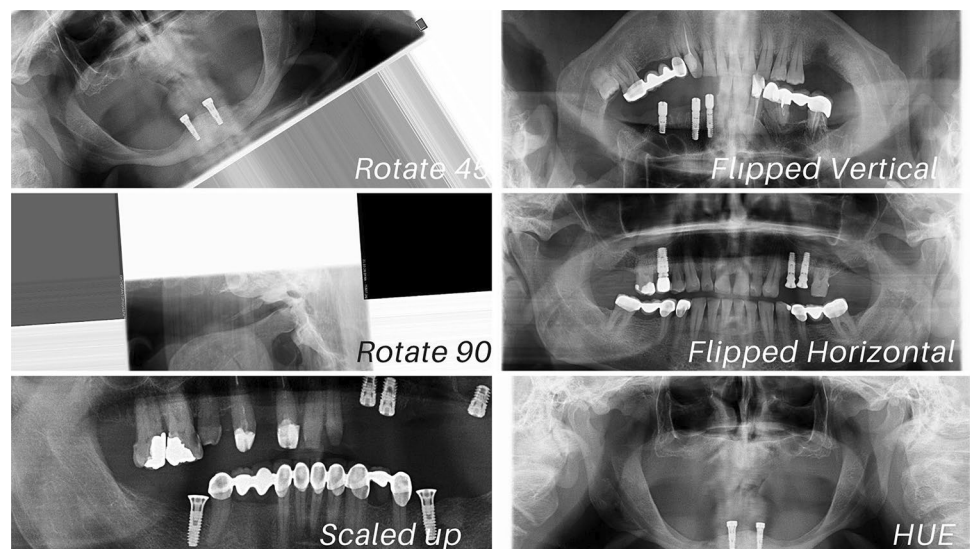 Rotate 45
Flipped Vertical
Rotate 90
Flipped Horizontal
Scaled up
HUE